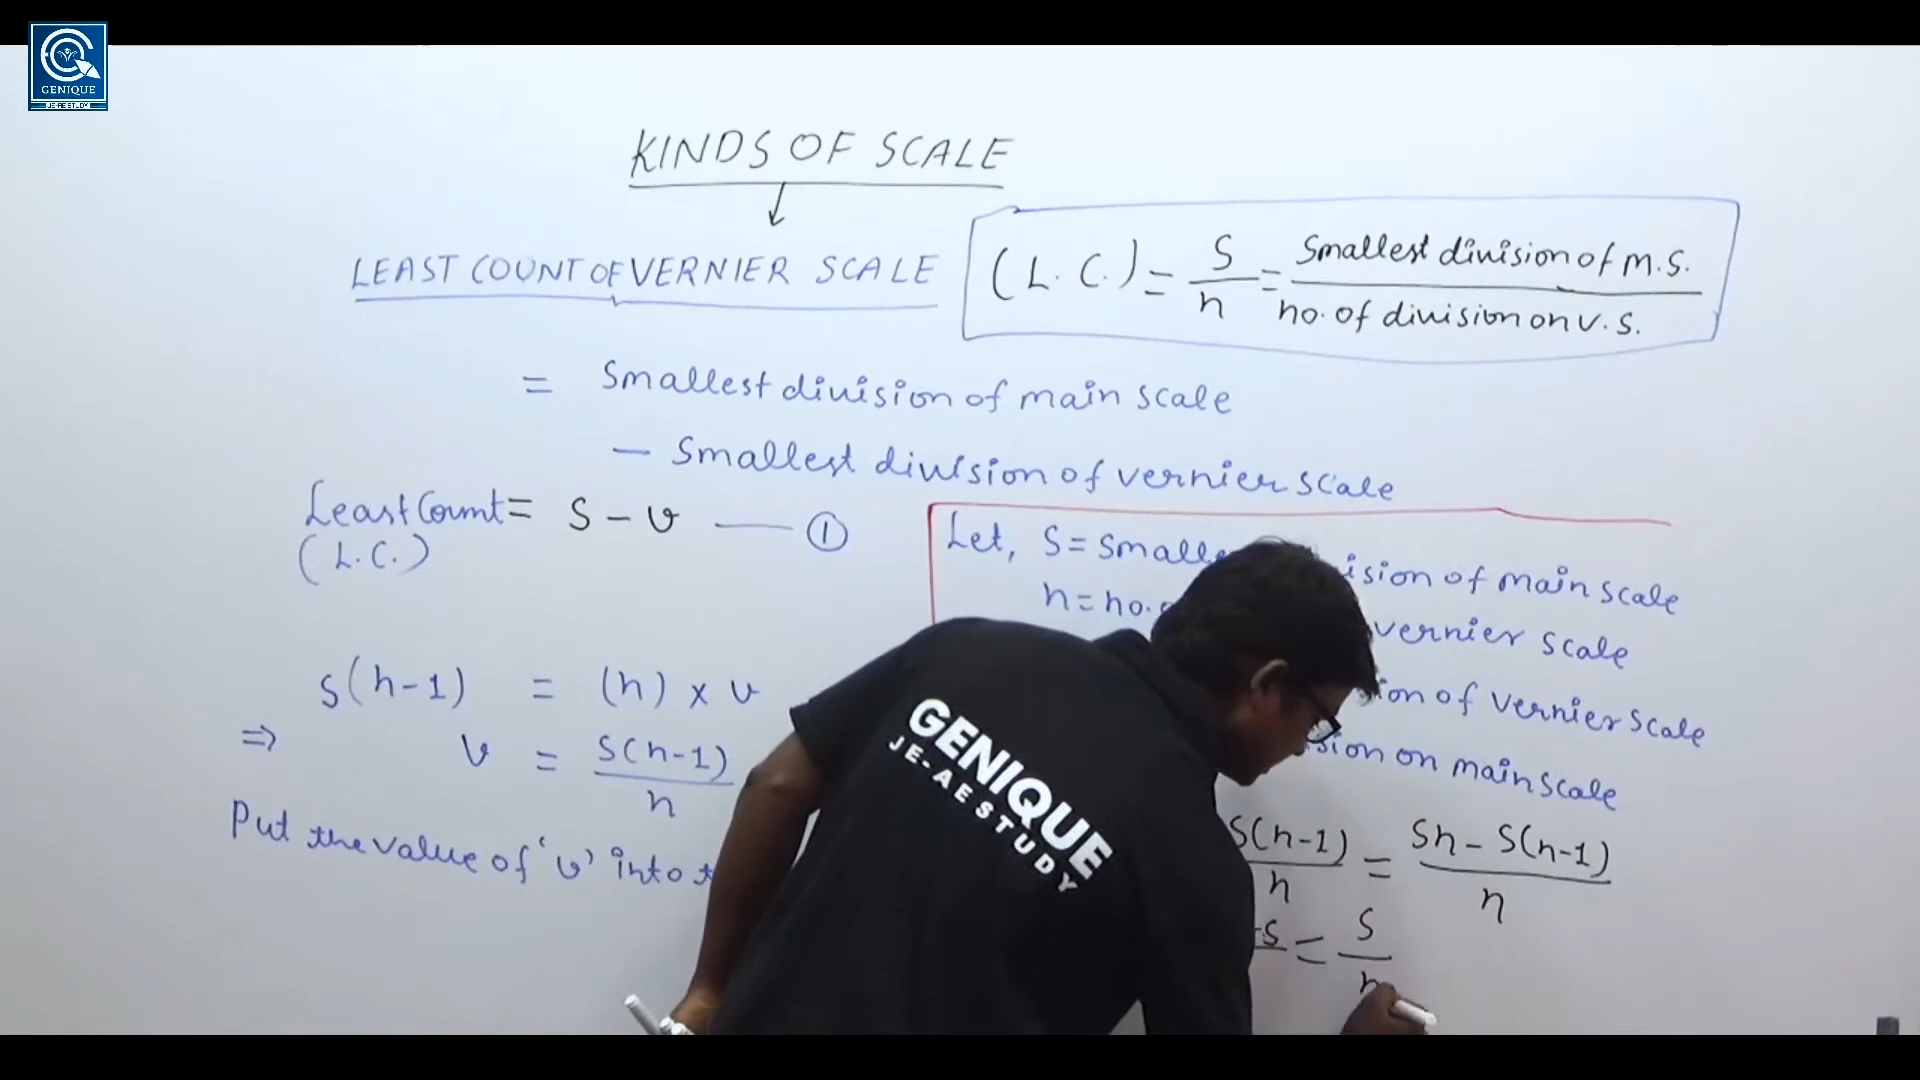 GENIQUE
JE-AESTUDY
KINDS OF SCALE
↓
LEAST COUNT OF VERNIER SCALE
(L.C.) = S/n = Smallest division of M.S. / no. of division on V.S.
= Smallest division of main scale
— Smallest division of vernier scale
Least Count = S – v —— ①
(L.C.)
Let, S = Smalle ision of main scale
n = no. vernier scale
ion of vernier scale
sion on main scale
S(n-1) = (n) x v
⇒ v = S(n-1)/n
Put the value of 'v' into
S(n-1)/n = Sn – S(n-1)/n
S = S/n
GENIQUE
JE-AESTUDY